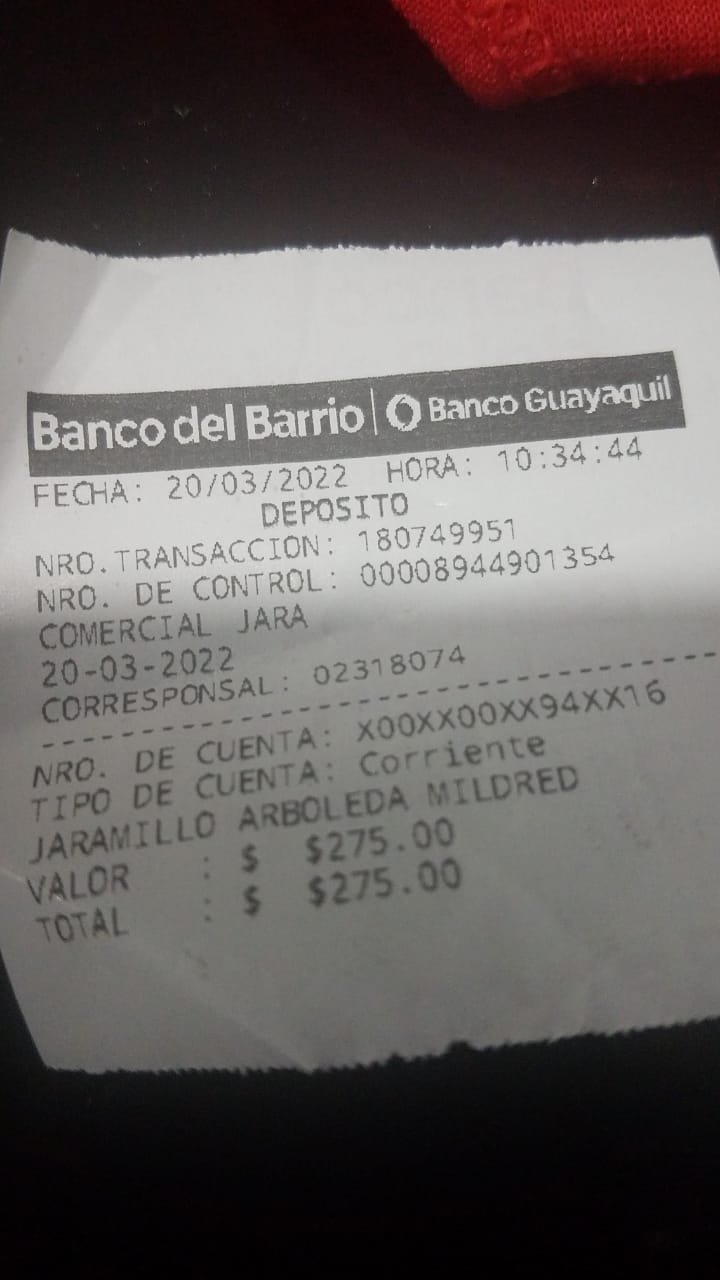 Banco del Barrio | Banco Guayaquil
FECHA: 20/03/2022 HORA: 10:34:44
DEPOSITO
NRO.TRANSACCION: 180749951
NRO. DE CONTROL: 00008944901354
COMERCIAL JARA
20-03-2022
CORRESPONSAL: 02318074
NRO. DE CUENTA: X00XX00XX94XX16
TIPO DE CUENTA: Corriente
JARAMILLO ARBOLEDA MILDRED
VALOR : $ $275.00
TOTAL : $ $275.00